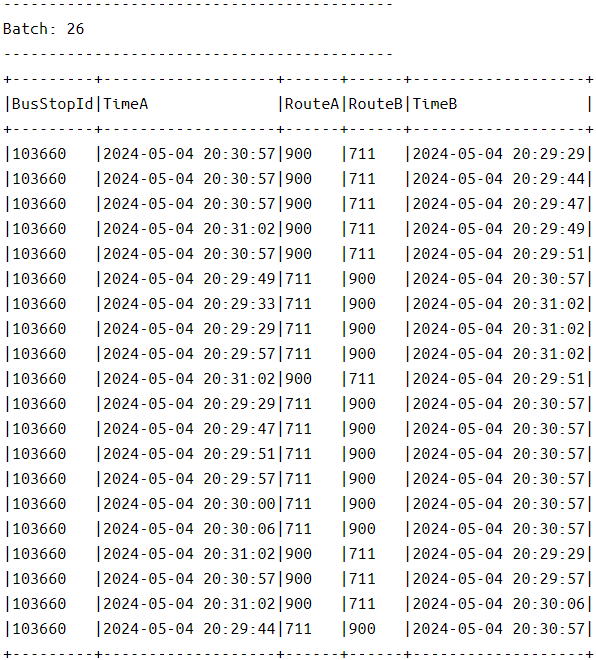 -------------------------------------------
Batch: 26
-------------------------------------------
+---------+-------------------+------+------+-------------------+
|BusStopId|TimeA              |RouteA|RouteB|TimeB              |
+---------+-------------------+------+------+-------------------+
|103660   |2024-05-04 20:30:57|900   |711   |2024-05-04 20:29:29|
|103660   |2024-05-04 20:30:57|900   |711   |2024-05-04 20:29:44|
|103660   |2024-05-04 20:30:57|900   |711   |2024-05-04 20:29:47|
|103660   |2024-05-04 20:31:02|900   |711   |2024-05-04 20:29:49|
|103660   |2024-05-04 20:30:57|900   |711   |2024-05-04 20:29:51|
|103660   |2024-05-04 20:29:49|711   |900   |2024-05-04 20:30:57|
|103660   |2024-05-04 20:29:33|711   |900   |2024-05-04 20:31:02|
|103660   |2024-05-04 20:29:29|711   |900   |2024-05-04 20:31:02|
|103660   |2024-05-04 20:29:57|711   |900   |2024-05-04 20:31:02|
|103660   |2024-05-04 20:31:02|900   |711   |2024-05-04 20:29:51|
|103660   |2024-05-04 20:29:29|711   |900   |2024-05-04 20:30:57|
|103660   |2024-05-04 20:29:47|711   |900   |2024-05-04 20:30:57|
|103660   |2024-05-04 20:29:51|711   |900   |2024-05-04 20:30:57|
|103660   |2024-05-04 20:29:57|711   |900   |2024-05-04 20:30:57|
|103660   |2024-05-04 20:30:00|711   |900   |2024-05-04 20:30:57|
|103660   |2024-05-04 20:30:06|711   |900   |2024-05-04 20:30:57|
|103660   |2024-05-04 20:31:02|900   |711   |2024-05-04 20:29:29|
|103660   |2024-05-04 20:30:57|900   |711   |2024-05-04 20:29:57|
|103660   |2024-05-04 20:31:02|900   |711   |2024-05-04 20:30:06|
|103660   |2024-05-04 20:29:44|711   |900   |2024-05-04 20:30:57|
+---------+-------------------+------+------+-------------------+